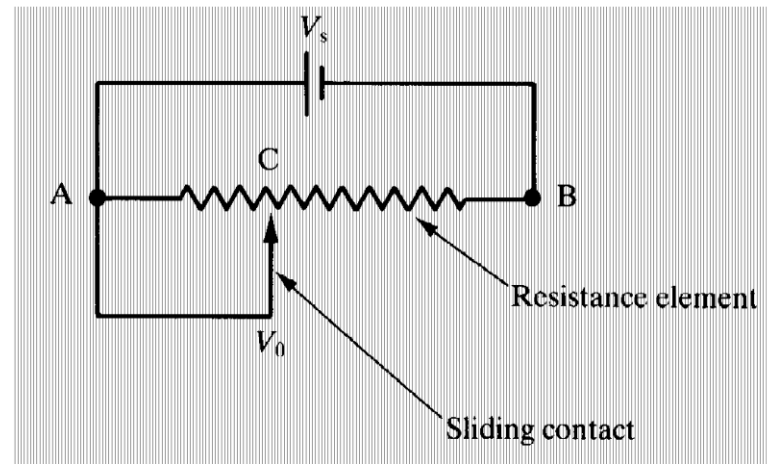 Vs
C
A
B
Resistance element
V0
Sliding contact